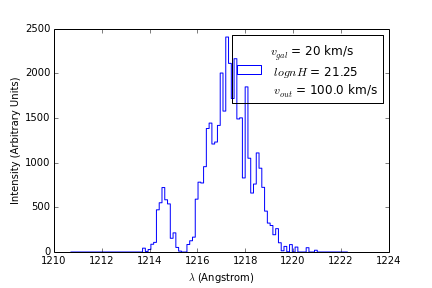 2500
2000
1500
1000
500
0
Intensity (Arbitrary Units)
v_gal = 20 km/s
lognH = 21.25
v_out = 100.0 km/s
1210 1212 1214 1216 1218 1220 1222 1224
λ (Angstrom)